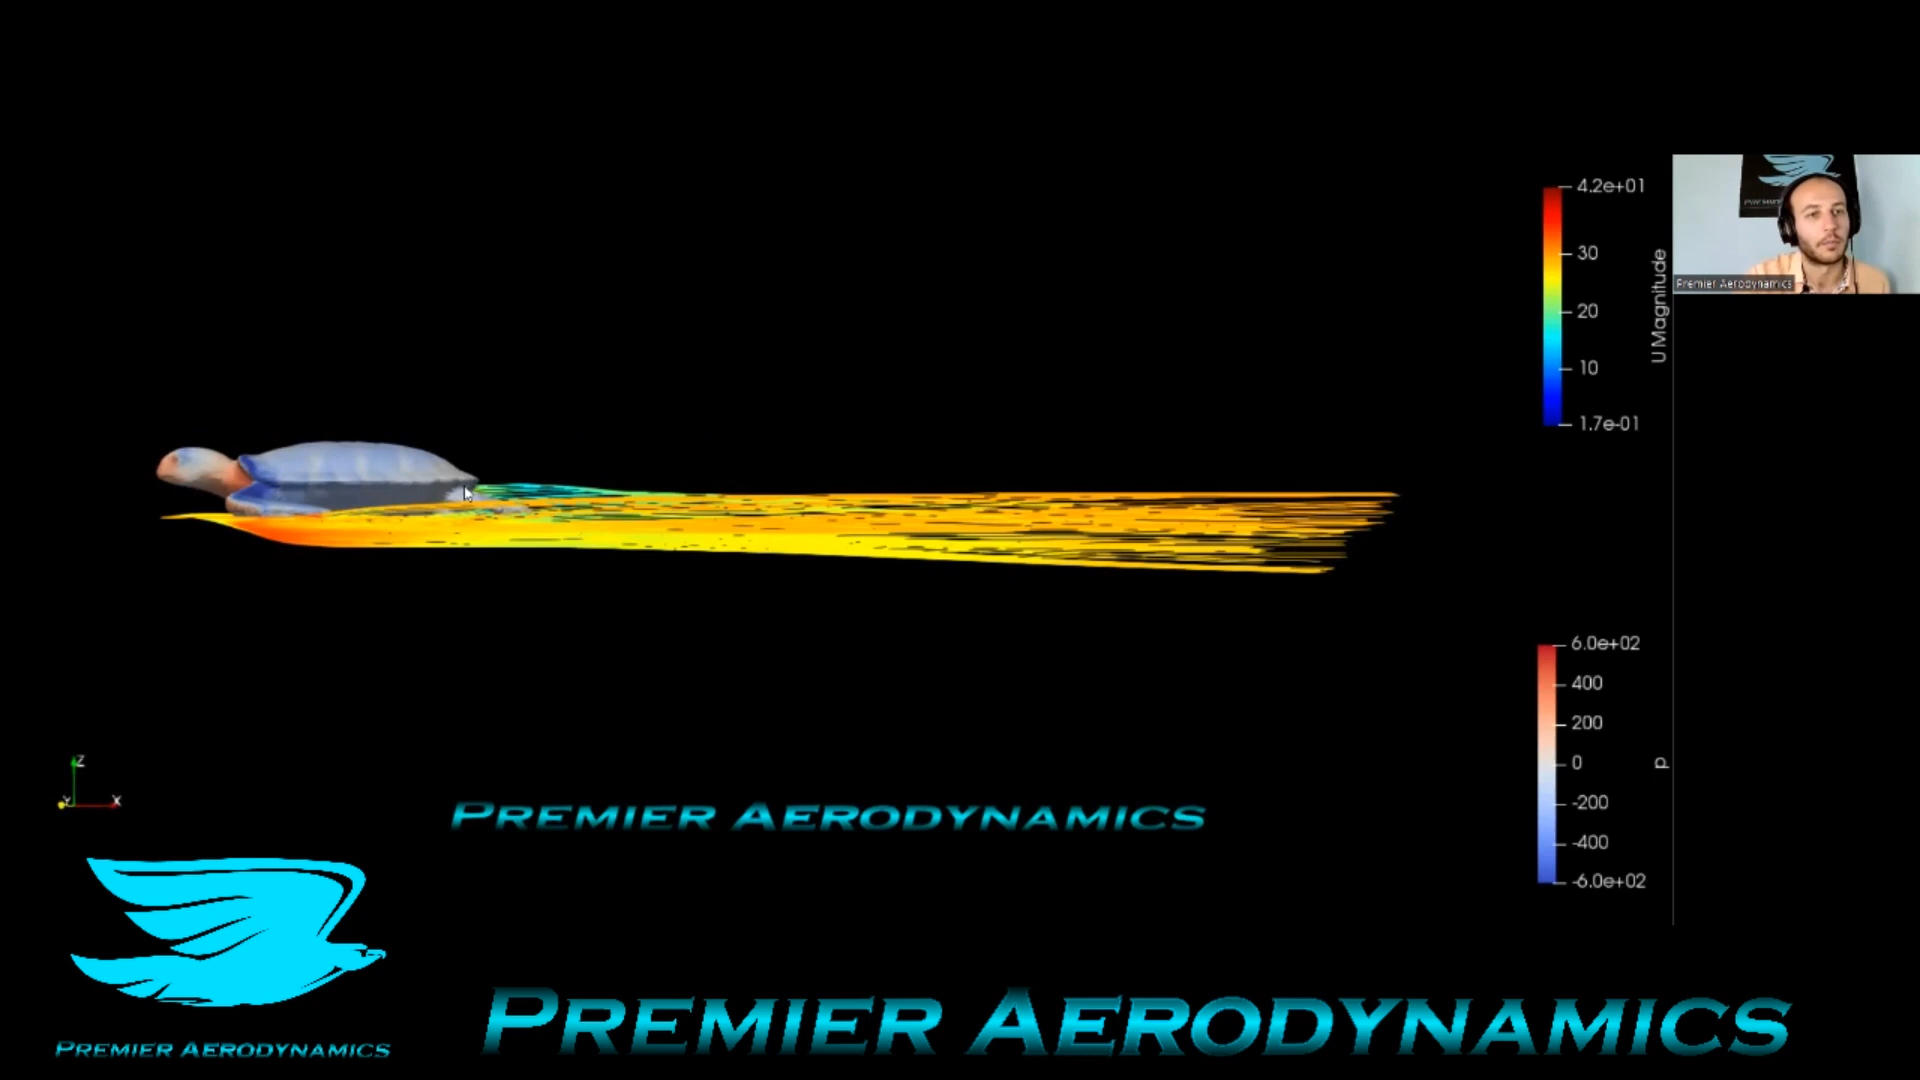 4.2e+01
30
20
10
1.7e-01
U Magnitude
PREMIER
Premier Aerodynamics
6.0e+02
400
200
0
-200
-400
-6.0e+02
p
Z
Y
X
PREMIER AERODYNAMICS
PREMIER AERODYNAMICS
PREMIER AERODYNAMICS